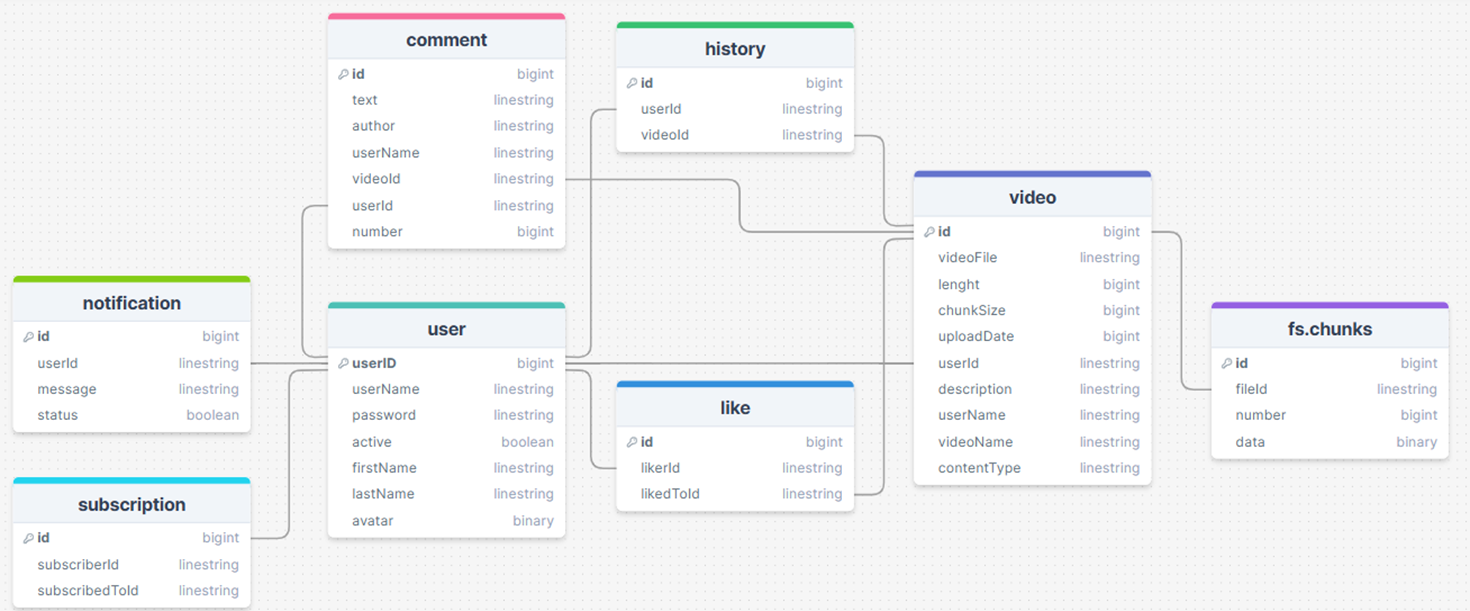 comment
id bigint
text linestring
author linestring
userName linestring
videoId linestring
userId linestring
number bigint
history
id bigint
userId linestring
videoId linestring
video
id bigint
videoFile linestring
lenght bigint
chunkSize bigint
uploadDate bigint
userId linestring
description linestring
userName linestring
videoName linestring
contentType linestring
notification
id bigint
userId linestring
message linestring
status boolean
user
userID bigint
userName linestring
password linestring
active boolean
firstName linestring
lastName linestring
avatar binary
like
id bigint
likerId linestring
likedToId linestring
fs.chunks
id bigint
fileId linestring
number bigint
data binary
subscription
id bigint
subscriberId linestring
subscribedToId linestring